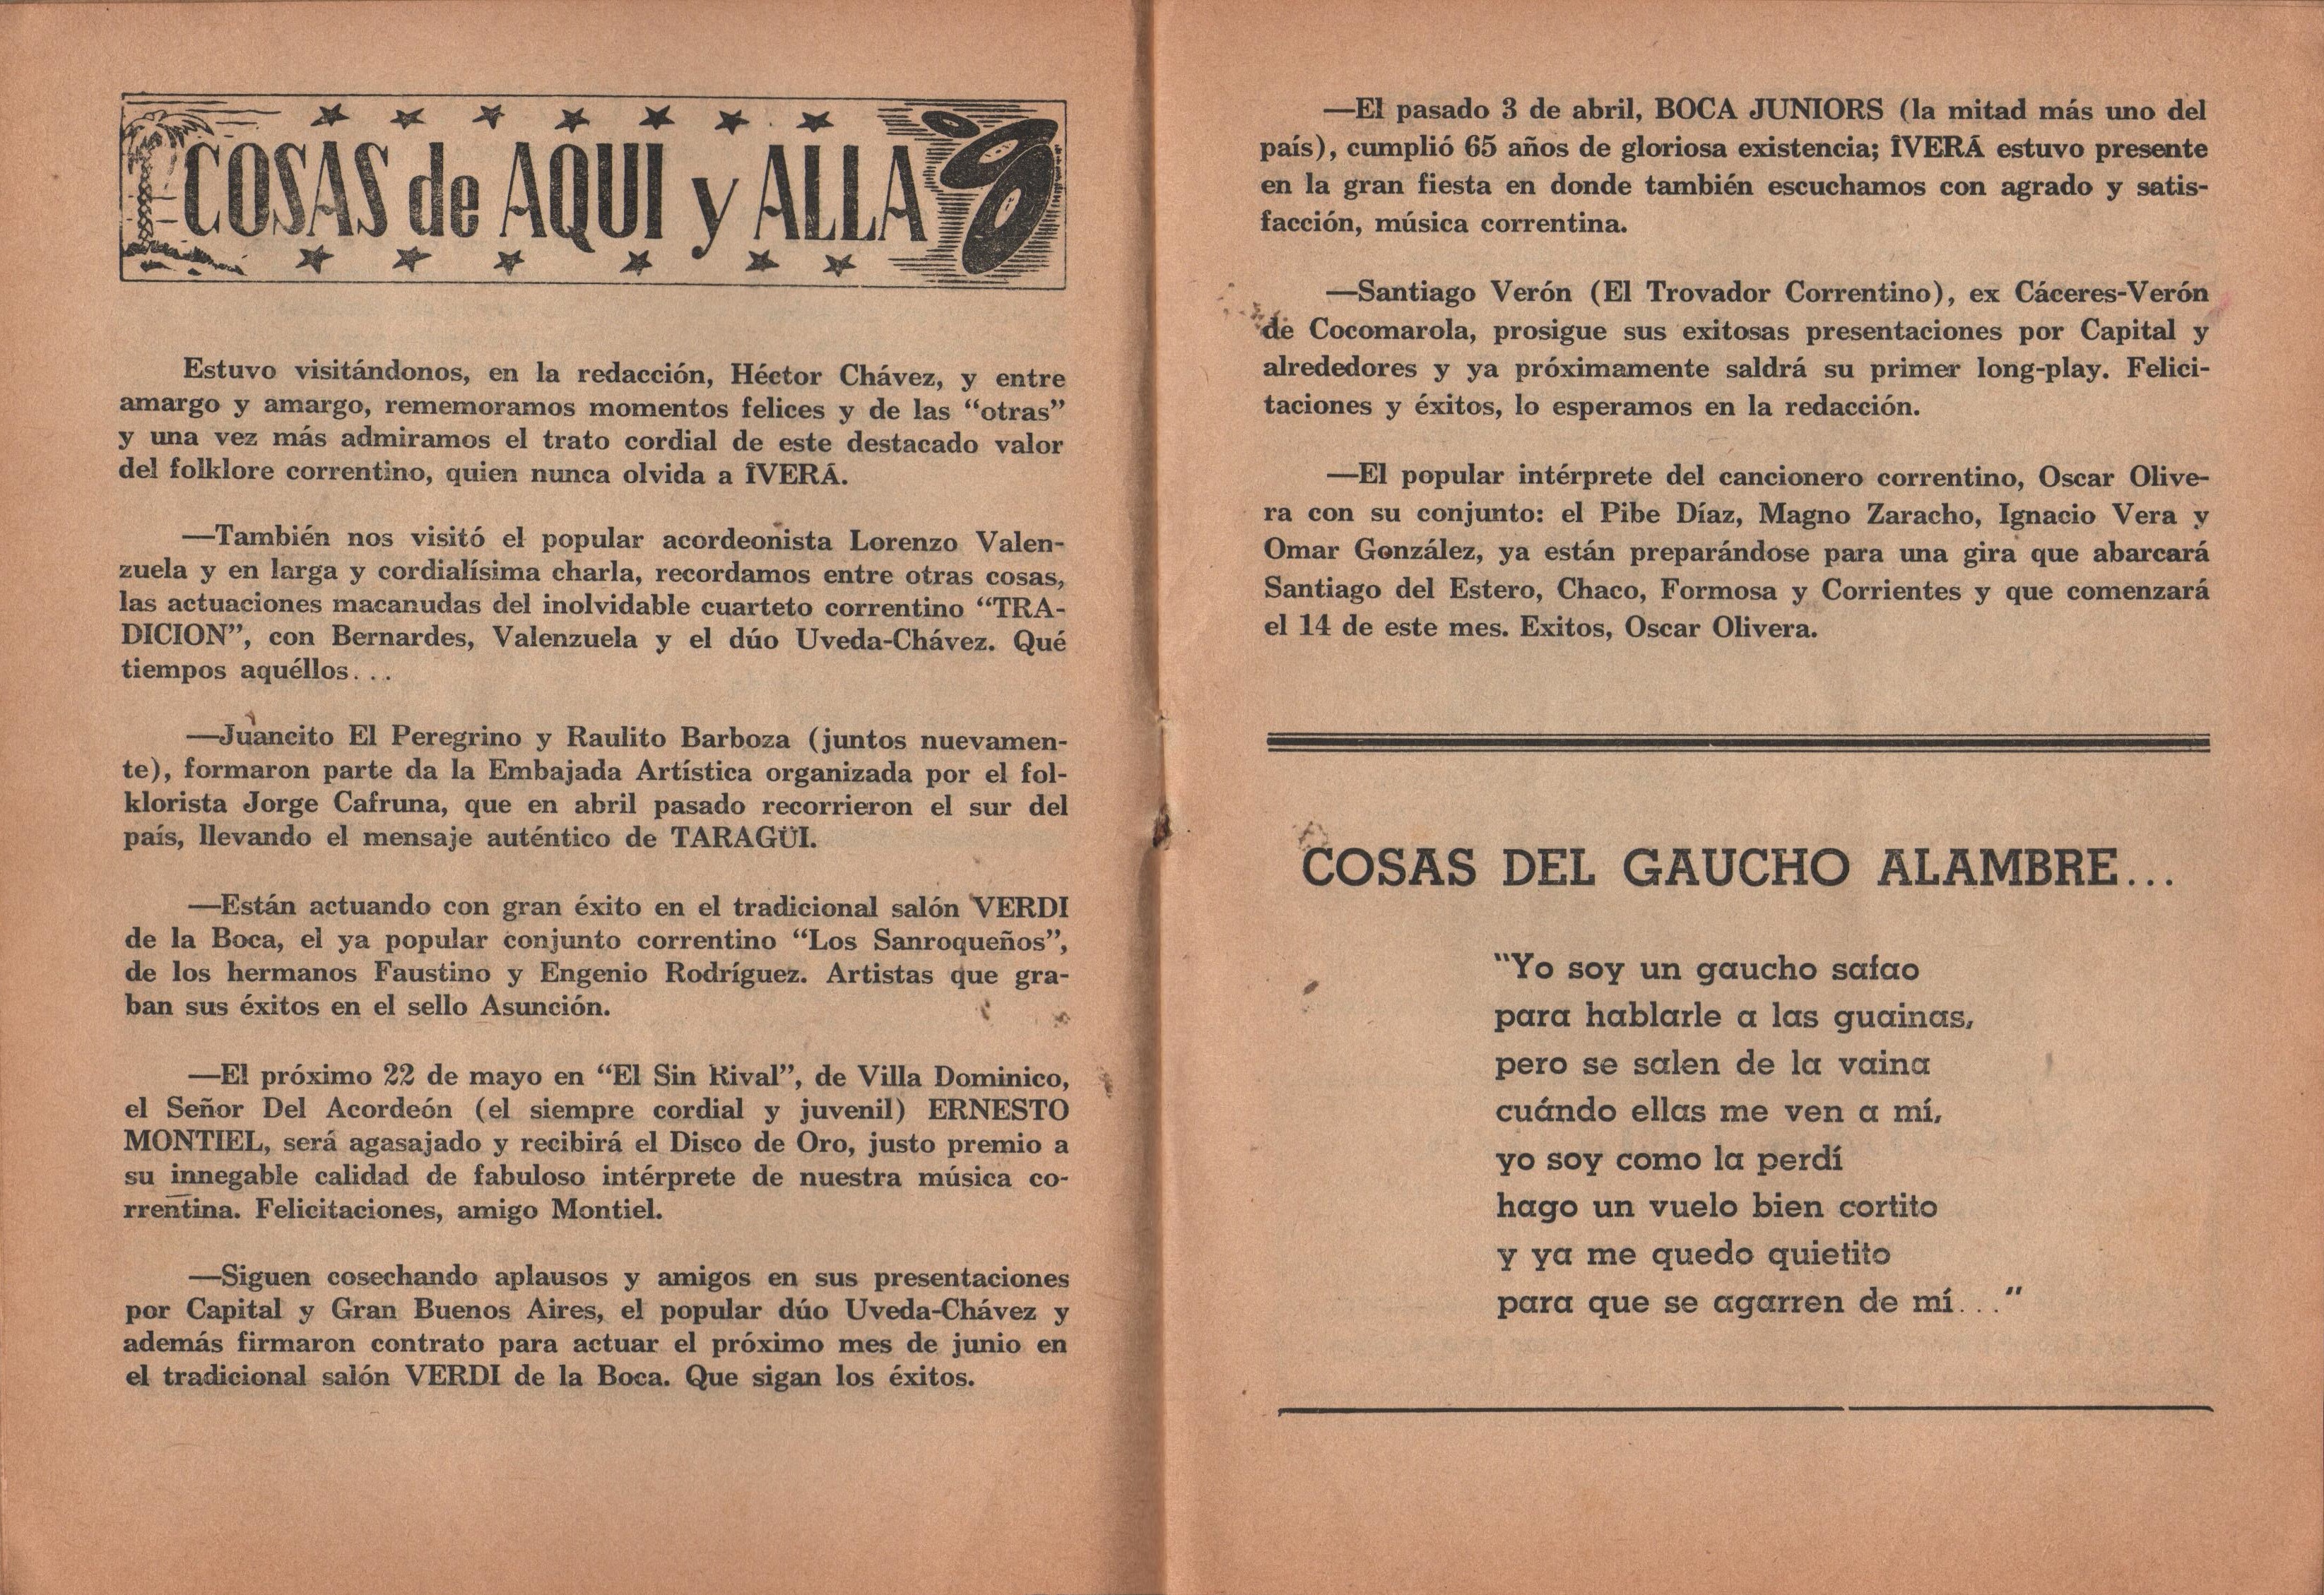 COSAS de AQUI y ALLA
Estuvo visitándonos, en la redacción, Héctor Chávez, y entre
amargo y amargo, rememoramos momentos felices y de las “otras”
y una vez más admiramos el trato cordial de este destacado valor
del folklore correntino, quien nunca olvida a ÎVERÁ.
—También nos visitó el popular acordeonista Lorenzo Valen-
zuela y en larga y cordialísima charla, recordamos entre otras cosas,
las actuaciones macanudas del inolvidable cuarteto correntino “TRA-
DICION”, con Bernardes, Valenzuela y el dúo Uveda-Chávez. Qué
tiempos aquéllos...
—Juancito El Peregrino y Raulito Barboza (juntos nuevamen-
te), formaron parte da la Embajada Artística organizada por el fol-
klorista Jorge Cafruna, que en abril pasado recorrieron el sur del
país, llevando el mensaje auténtico de TARAGÜI.
—Están actuando con gran éxito en el tradicional salón VERDI
de la Boca, el ya popular conjunto correntino “Los Sanroqueños”,
de los hermanos Faustino y Engenio Rodríguez. Artistas que gra-
ban sus éxitos en el sello Asunción.
—El próximo 22 de mayo en “El Sin Rival”, de Villa Dominico,
el Señor Del Acordeón (el siempre cordial y juvenil) ERNESTO
MONTIEL, será agasajado y recibirá el Disco de Oro, justo premio a
su innegable calidad de fabuloso intérprete de nuestra música co-
rrentina. Felicitaciones, amigo Montiel.
—Siguen cosechando aplausos y amigos en sus presentaciones
por Capital y Gran Buenos Aires, el popular dúo Uveda-Chávez y
además firmaron contrato para actuar el próximo mes de junio en
el tradicional salón VERDI de la Boca. Que sigan los éxitos.
—El pasado 3 de abril, BOCA JUNIORS (la mitad más uno del
país), cumplió 65 años de gloriosa existencia; ÎVERÁ estuvo presente
en la gran fiesta en donde también escuchamos con agrado y satis-
facción, música correntina.
—Santiago Verón (El Trovador Correntino), ex Cáceres-Verón
de Cocomarola, prosigue sus exitosas presentaciones por Capital y
alrededores y ya próximamente saldrá su primer long-play. Felici-
taciones y éxitos, lo esperamos en la redacción.
—El popular intérprete del cancionero correntino, Oscar Olive-
ra con su conjunto: el Pibe Díaz, Magno Zaracho, Ignacio Vera y
Omar González, ya están preparándose para una gira que abarcará
Santiago del Estero, Chaco, Formosa y Corrientes y que comenzará
el 14 de este mes. Exitos, Oscar Olivera.
COSAS DEL GAUCHO ALAMBRE...
“Yo soy un gaucho safao
para hablarle a las guainas,
pero se salen de la vaina
cuándo ellas me ven a mí,
yo soy como la perdí
hago un vuelo bien cortito
y ya me quedo quietito
para que se agarren de mí...”